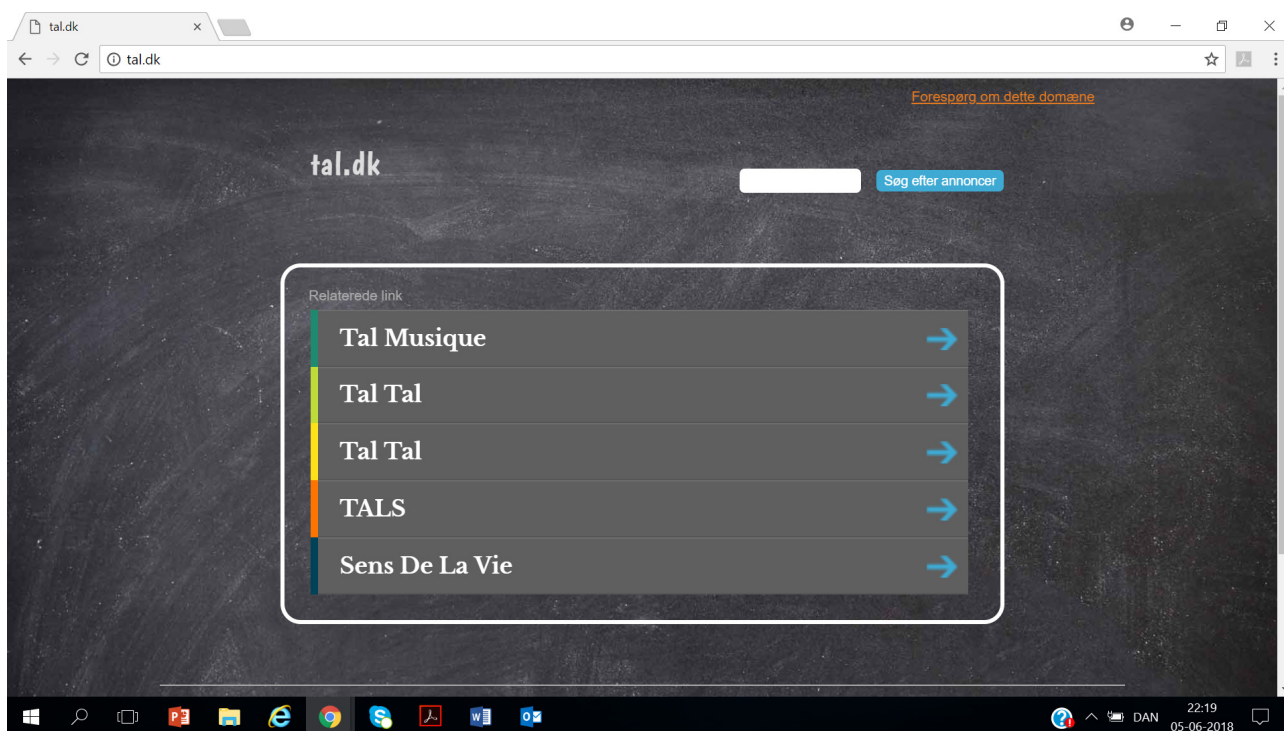 tal.dk
tal.dk
Forespørg om dette domæne
tal.dk
Søg efter annoncer
Relaterede link
Tal Musique
Tal Tal
Tal Tal
TALS
Sens De La Vie
DAN
22:19
05-06-2018